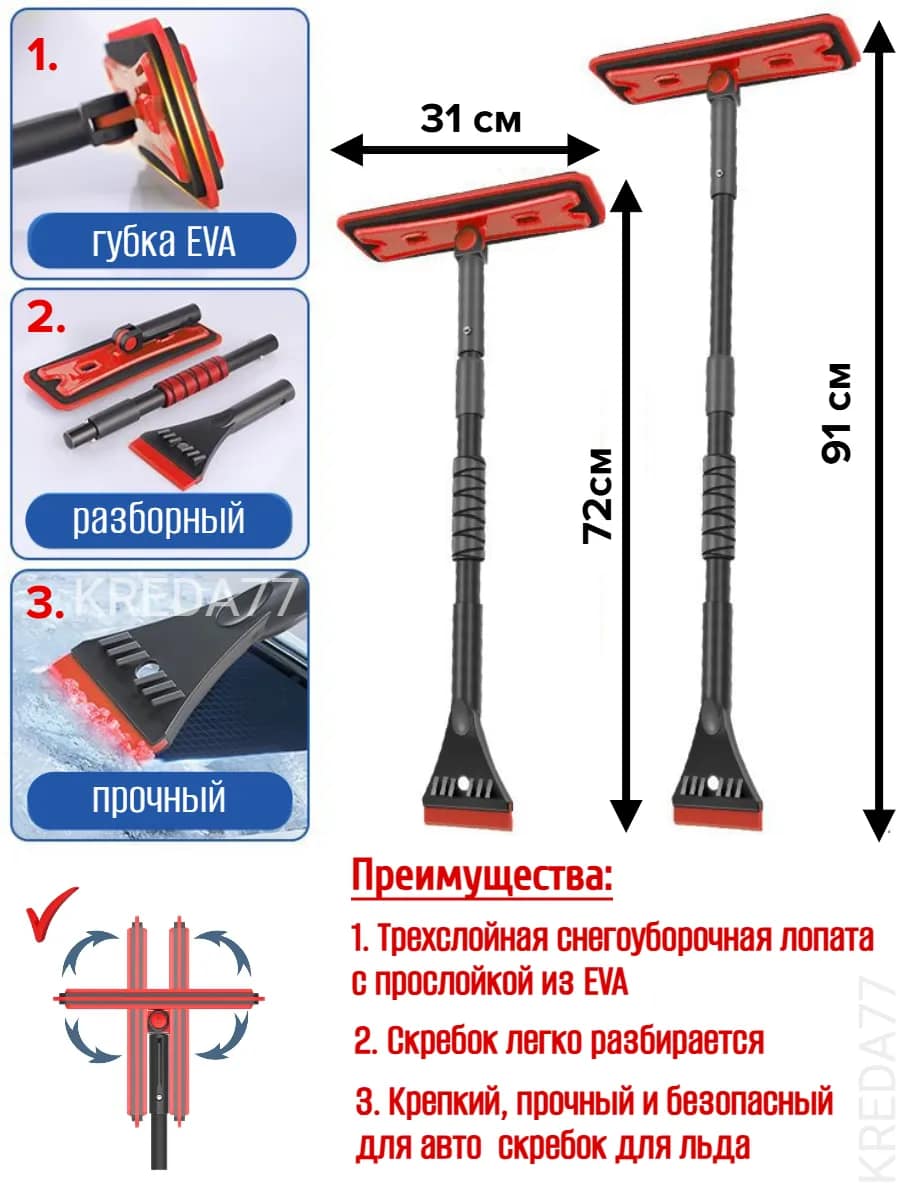 1.
губка EVA
2.
разборный
3. KREDA77
прочный
31 см
72см
91 см
Преимущества:
1. Трехслойная снегоуборочная лопата
с прослойкой из EVA
2. Скребок легко разбирается
3. Крепкий, прочный и безопасный
для авто скребок для льда
KREDA77